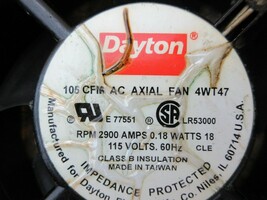 Dayton
105 CFM AC AXIAL FAN 4WT47
E 77551 LR53000
RPM 2900 AMPS 0.18 WATTS 18
115 VOLTS. 60Hz CLE
CLASS B INSULATION
MADE IN TAIWAN
IMPEDANCE PROTECTED
Manufactured for Dayton, Co. Niles, IL 60714 U.S.A.